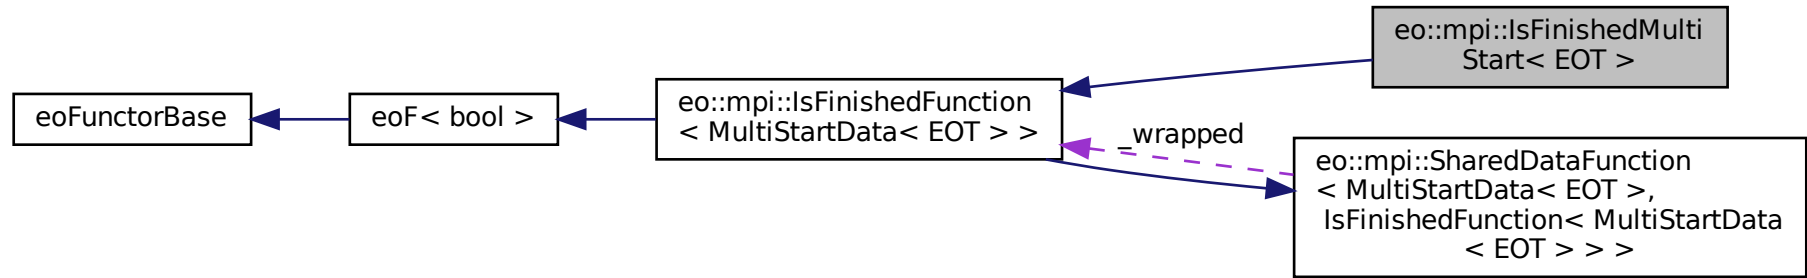 eoFunctorBase
eoF< bool >
eo::mpi::IsFinishedFunction
< MultiStartData< EOT > >
eo::mpi::IsFinishedMulti
Start< EOT >
_wrapped
eo::mpi::SharedDataFunction
< MultiStartData< EOT >,
IsFinishedFunction< MultiStartData
< EOT > > >